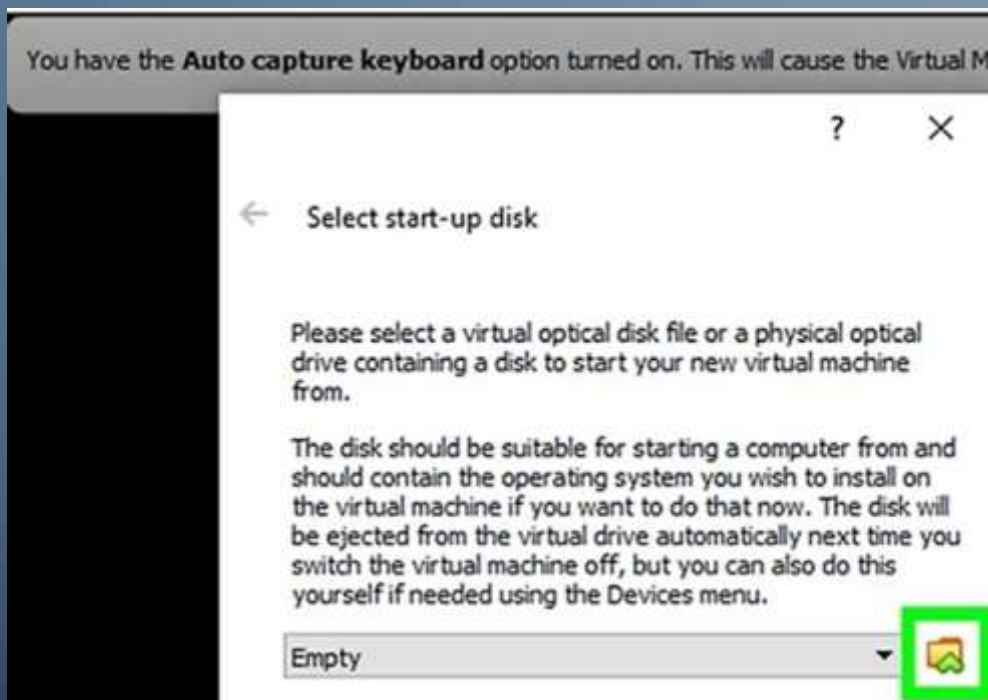 You have the Auto capture keyboard option turned on. This will cause the Virtual M
?
Select start-up disk
Please select a virtual optical disk file or a physical optical
drive containing a disk to start your new virtual machine
from.
The disk should be suitable for starting a computer from and
should contain the operating system you wish to install on
the virtual machine if you want to do that now. The disk will
be ejected from the virtual drive automatically next time you
switch the virtual machine off, but you can also do this
yourself if needed using the Devices menu.
Empty